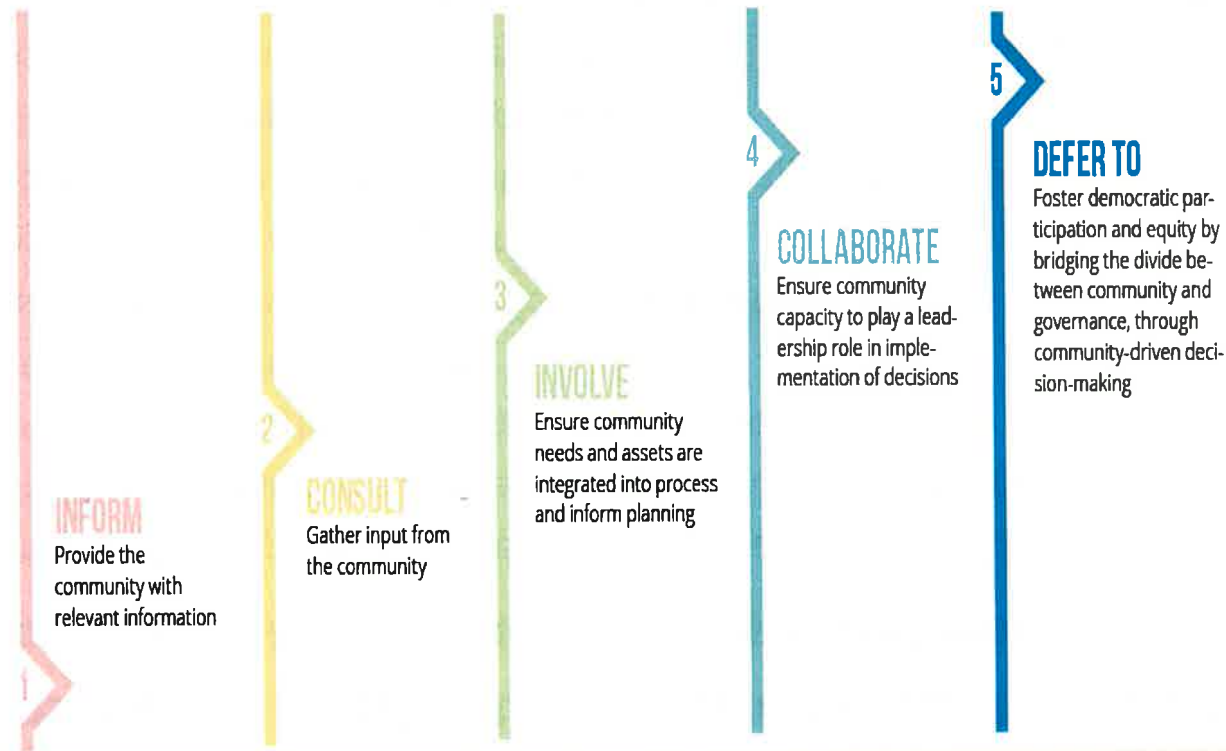 1
INFORM
Provide the
community with
relevant information
2
CONSULT
Gather input from
the community
3
INVOLVE
Ensure community
needs and assets are
integrated into process
and inform planning
4
COLLABORATE
Ensure community
capacity to play a lead-
ership role in imple-
mentation of decisions
5
DEFER TO
Foster democratic par-
ticipation and equity by
bridging the divide be-
tween community and
governance, through
community-driven deci-
sion-making